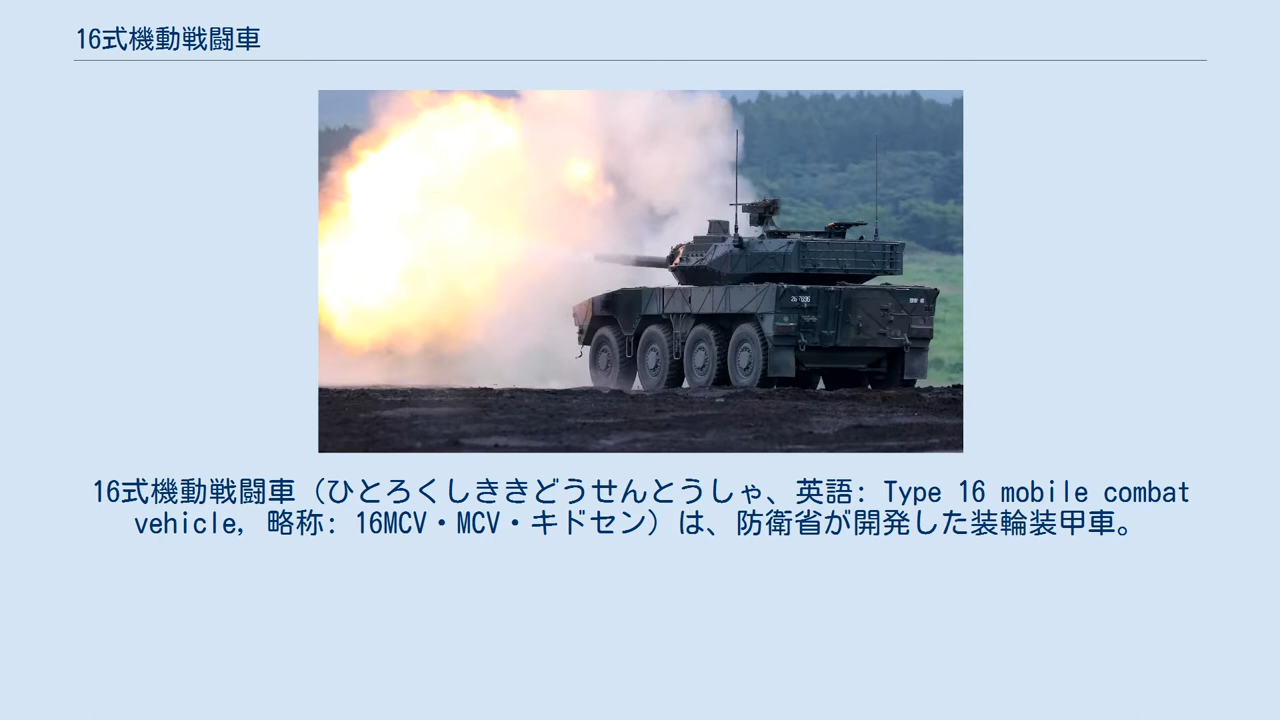 16式機動戦闘車
26-7696
16式機動戦闘車（ひとろくしききどうせんとうしゃ、英語: Type 16 mobile combat
vehicle, 略称: 16MCV・MCV・キドセン）は、防衛省が開発した装輪装甲車。